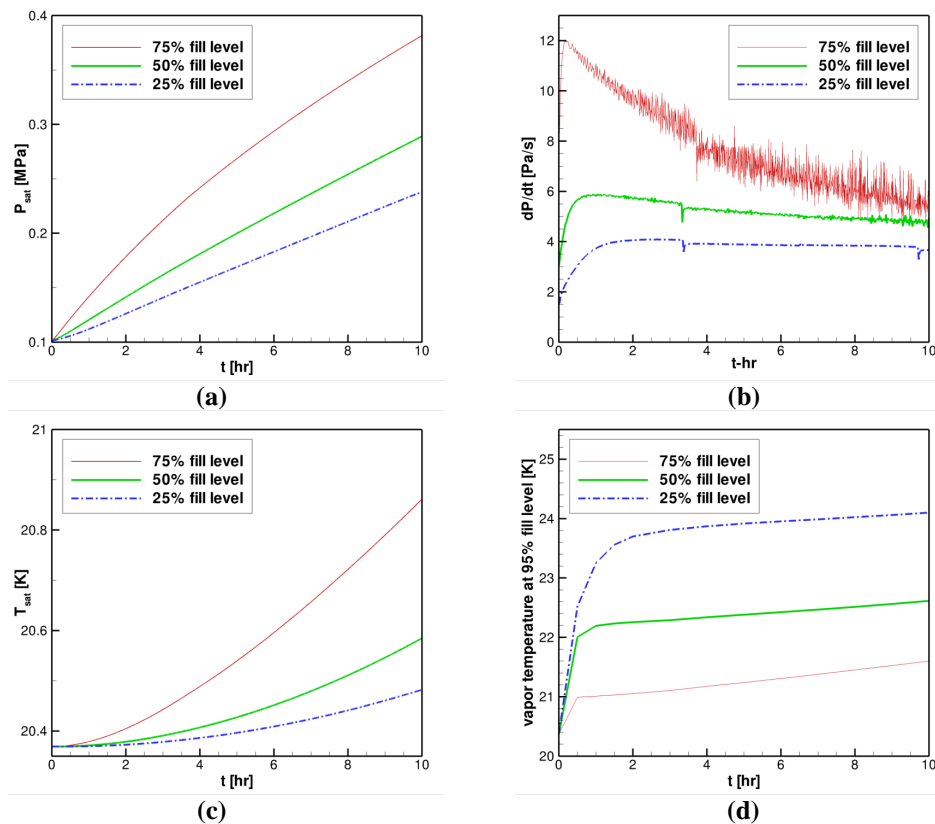 0.4
75% fill level
50% fill level
25% fill level
0.3
P_sat [MPa]
0.2
0.1
0 2 4 6 8 10
t [hr]
(a)
12
75% fill level
50% fill level
25% fill level
10
8
dP/dt [Pa/s]
6
4
2
0
0 2 4 6 8 10
t-hr
(b)
21
75% fill level
50% fill level
25% fill level
20.8
T_sat [K]
20.6
20.4
0 2 4 6 8 10
t [hr]
(c)
25
75% fill level
50% fill level
25% fill level
24
vapor temperature at 95% fill level [K]
23
22
21
20
0 2 4 6 8 10
t [hr]
(d)